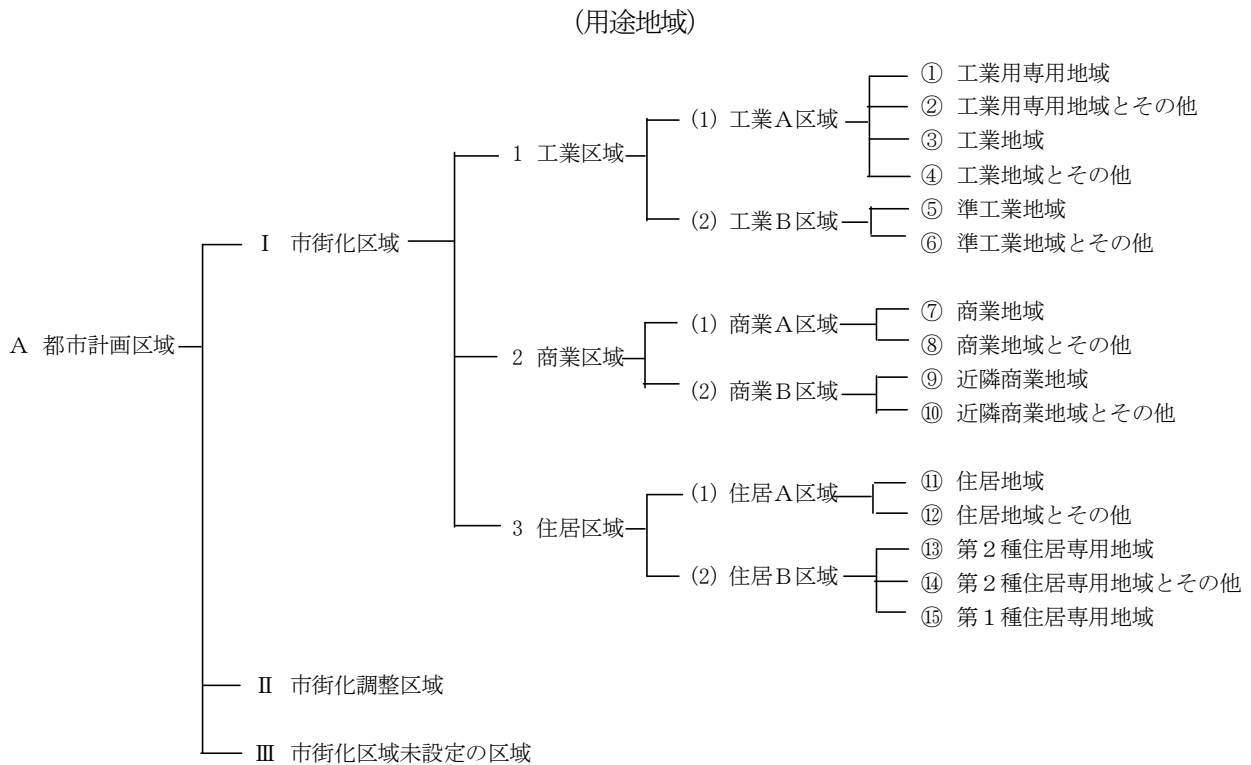 (用途地域)
① 工業用専用地域
② 工業用専用地域とその他
(1) 工業A区域
③ 工業地域
1 工業区域
④ 工業地域とその他
(2) 工業B区域
⑤ 準工業地域
⑥ 準工業地域とその他
Ⅰ 市街化区域
⑦ 商業地域
(1) 商業A区域
⑧ 商業地域とその他
A 都市計画区域
2 商業区域
⑨ 近隣商業地域
(2) 商業B区域
⑩ 近隣商業地域とその他
⑪ 住居地域
(1) 住居A区域
⑫ 住居地域とその他
3 住居区域
⑬ 第2種住居専用地域
(2) 住居B区域
⑭ 第2種住居専用地域とその他
⑮ 第1種住居専用地域
Ⅱ 市街化調整区域
Ⅲ 市街化区域未設定の区域